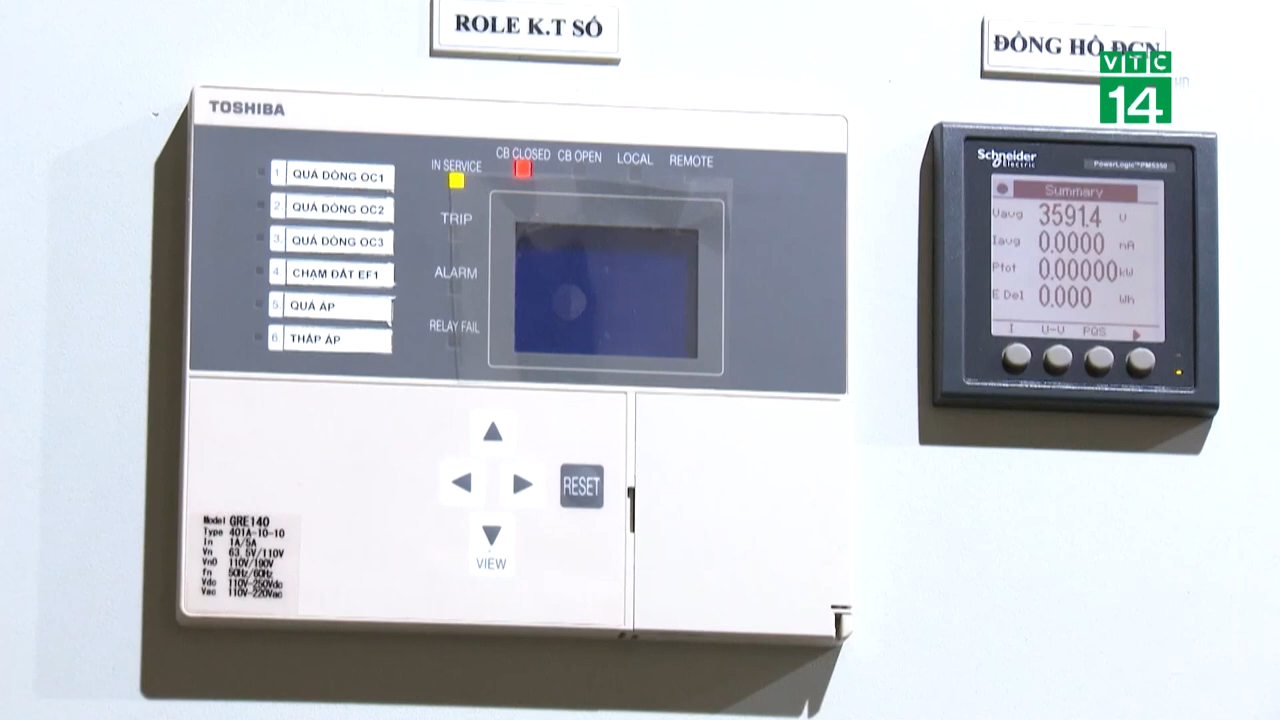 ROLE K.T SỐ
ĐỒNG HỒ ĐCN
VTC
14
.vn
TOSHIBA
IN SERVICE
CB CLOSED
CB OPEN
LOCAL
REMOTE
TRIP
ALARM
RELAY FAIL
1 QUÁ DÒNG OC1
2 QUÁ DÒNG OC2
3. QUÁ DÒNG OC3
4 CHẠM ĐẤT EF1
5. QUÁ ÁP
6 THẤP ÁP
RESET
VIEW
Model GRE140
Type 401A-10-10
In 1A/5A
Vn 63.5V/110V
Vn0 110V/190V
fn 50Hz/60Hz
Vdc 110V-250Vdc
Vac 110V-220Vac
Schneider
Electric
PowerLogic™PM5350
Summary
Vavg 3591.4 V
Iavg 0.0000 mA
Ptot 0.00000 kW
E Del 0.000 Wh
I U-V PQS